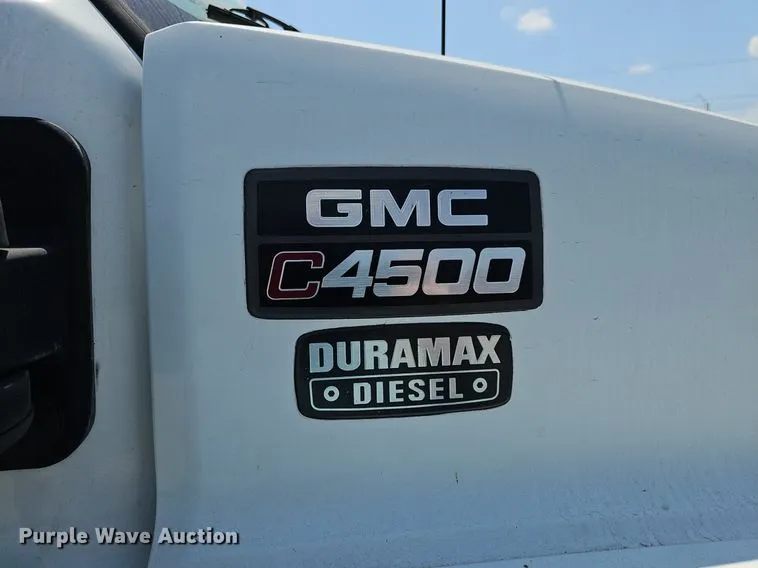 GMC
C4500
DURAMAX
DIESEL
Purple Wave Auction